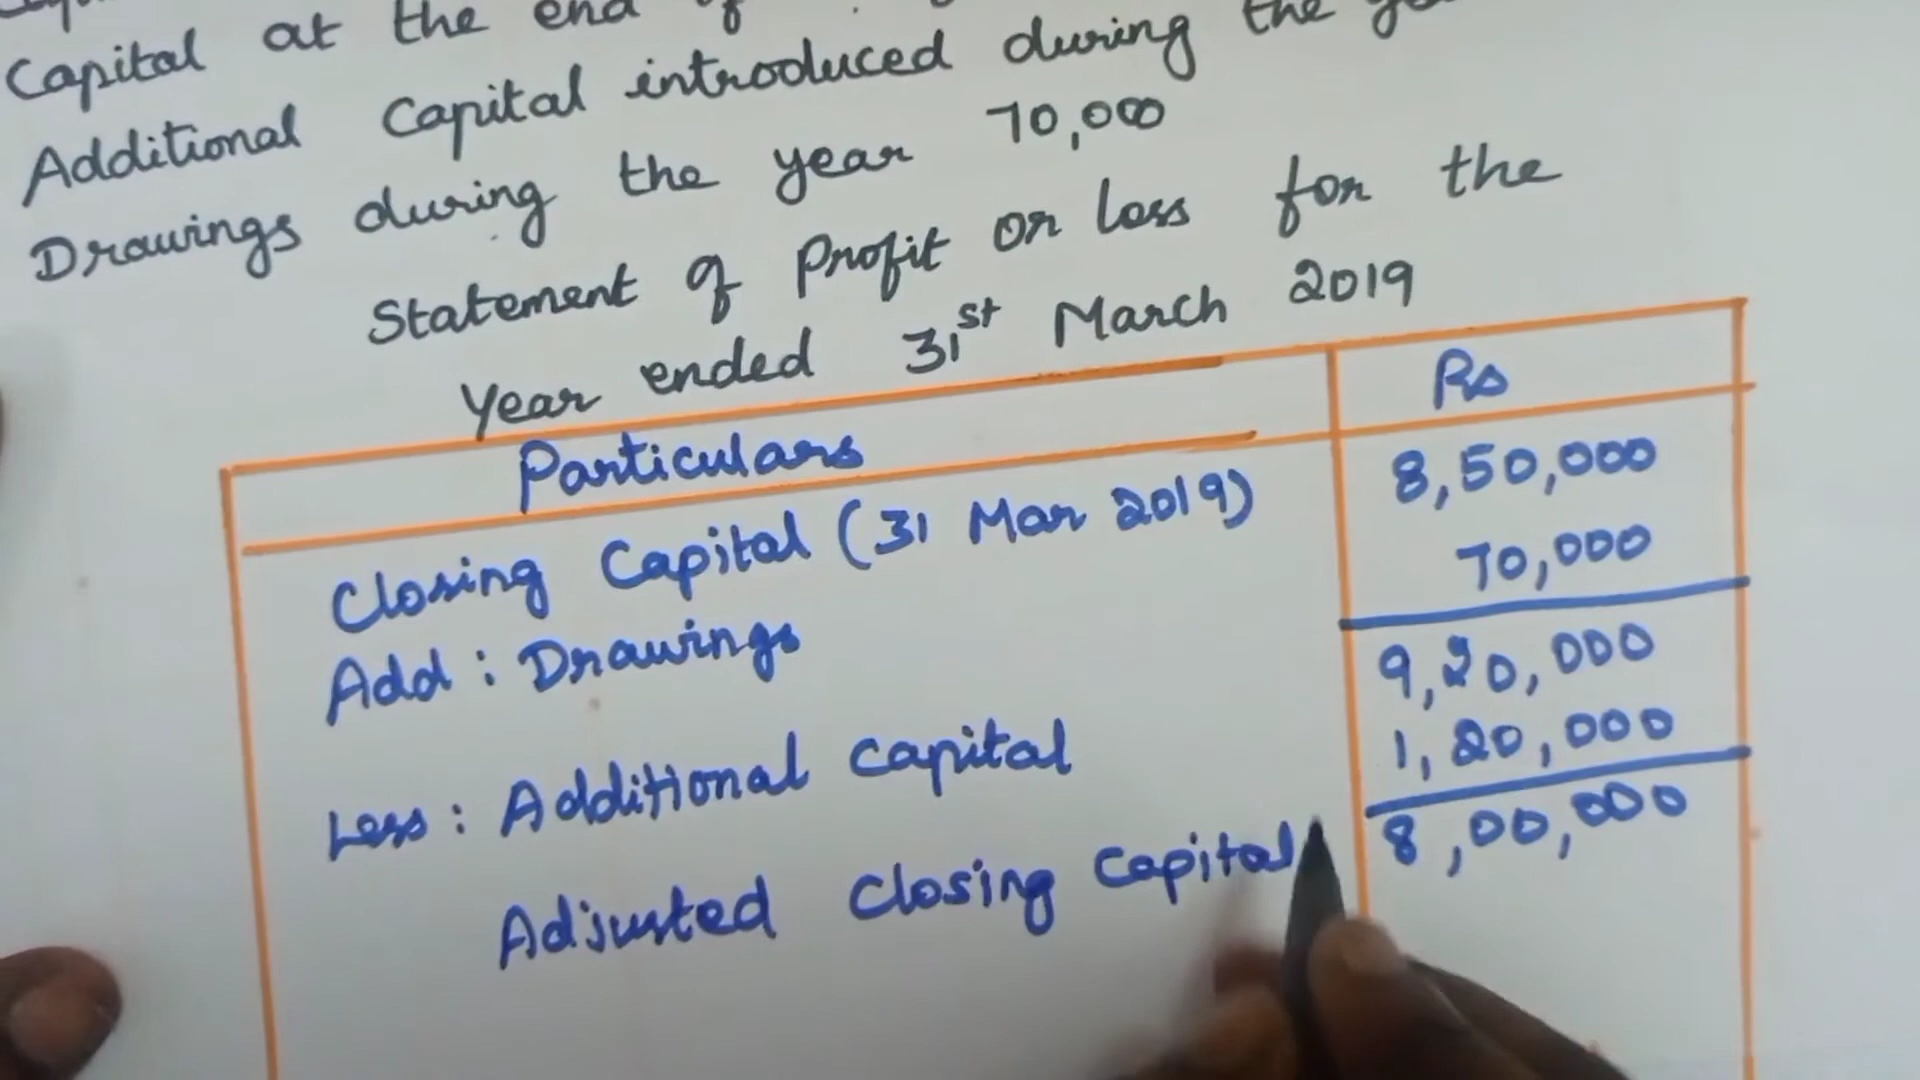 Capital at the end of
Additional Capital introduced during the
Drawings during the year 70,000
Statement of Profit or loss for the
Year ended 31st March 2019
Particulars Rs
Closing Capital (31 Mar 2019) 8,50,000
Add : Drawings 70,000
9,20,000
Less : Additional Capital 1,20,000
Adjusted Closing Capital 8,00,000